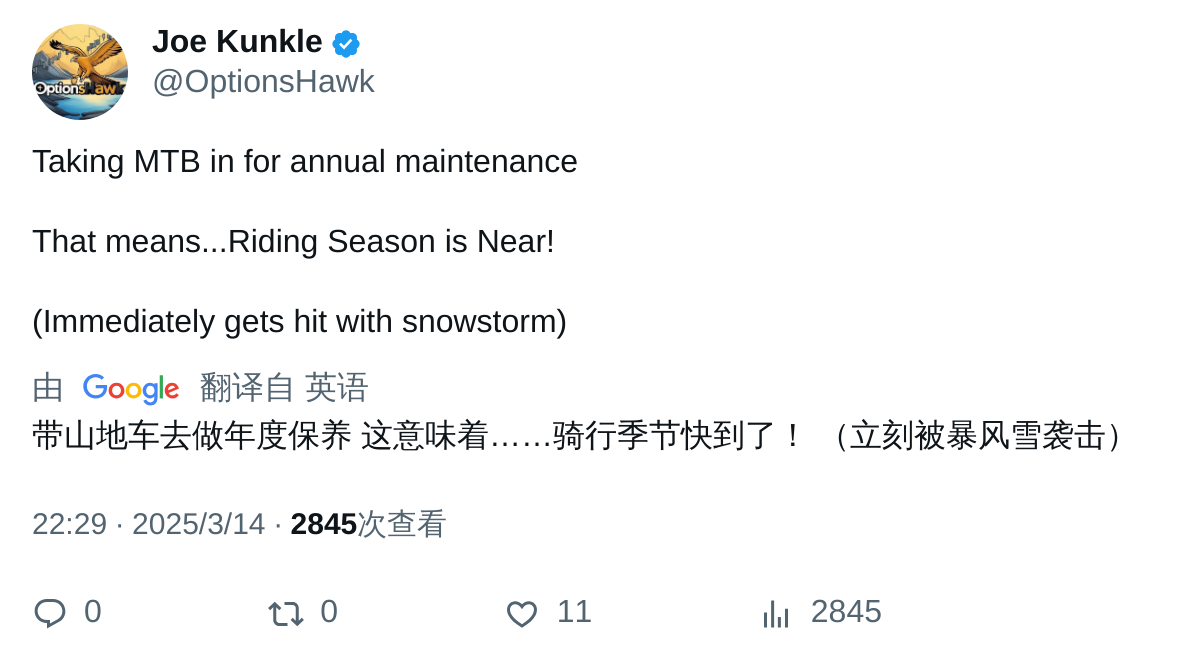 Joe Kunkle
@OptionsHawk
OptionsHawk
Taking MTB in for annual maintenance
That means...Riding Season is Near!
(Immediately gets hit with snowstorm)
由 Google 翻译自 英语
带山地车去做年度保养 这意味着……骑行季节快到了！ （立刻被暴风雪袭击）
22:29 · 2025/3/14 · 2845次查看
0 0 11 2845